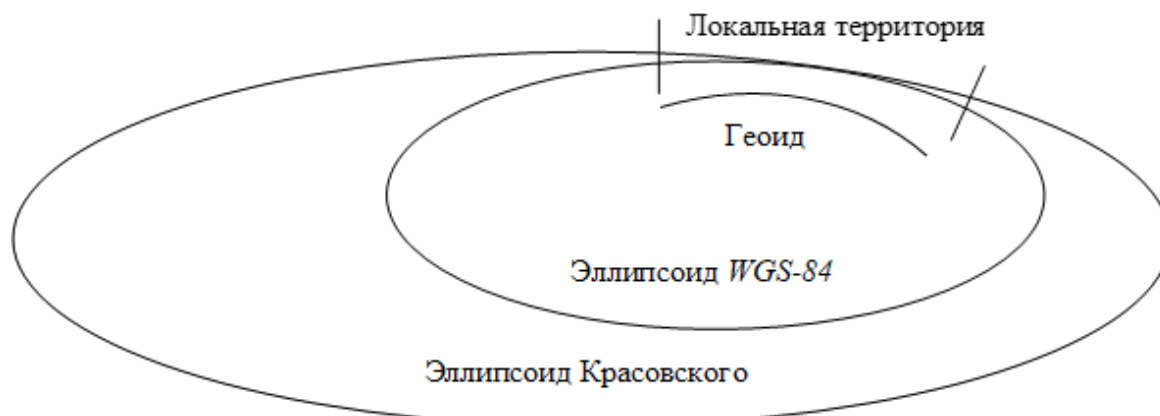 Локальная территория
Геоид
Эллипсоид WGS-84
Эллипсоид Красовского